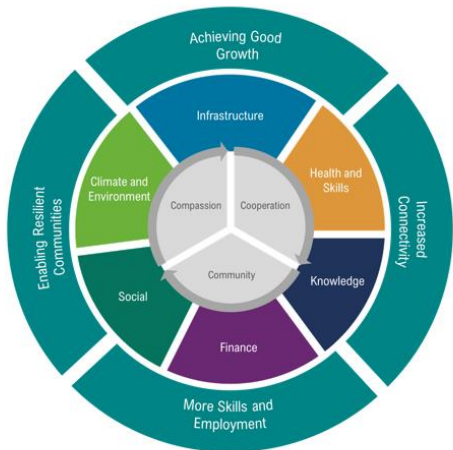 Achieving Good
Growth
Infrastructure
Climate and
Environment
Health and
Skills
Compassion
Cooperation
Enabling Resilient
Communities
Increased
Connectivity
Community
Social
Knowledge
Finance
More Skills and
Employment